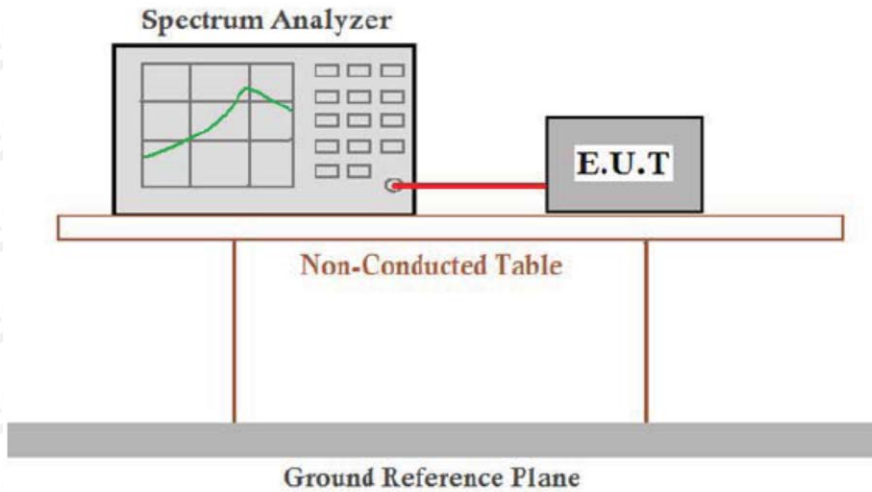 Spectrum Analyzer
E.U.T
Non-Conducted Table
Ground Reference Plane